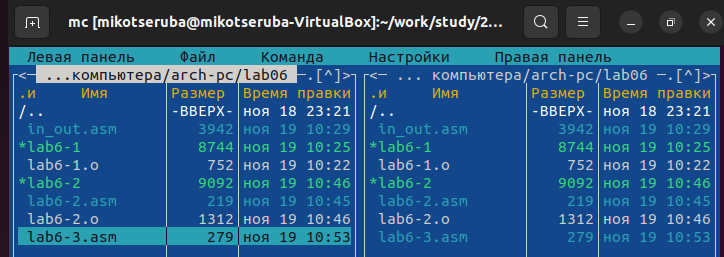 mc [mikotseruba@mikotseruba-VirtualBox]:~/work/study/2...
Левая панель Файл Команда Настройки Правая панель
<─ ...компьютера/arch-pc/lab06 ─.[^]> <─ ... компьютера/arch-pc/lab06 ─.[^]>
.и Имя Размер Время правки .и Имя Размер Время правки
/.. -ВВЕРХ- ноя 18 23:21 /.. -ВВЕРХ- ноя 18 23:21
in_out.asm 3942 ноя 19 10:29 in_out.asm 3942 ноя 19 10:29
*lab6-1 8744 ноя 19 10:25 *lab6-1 8744 ноя 19 10:25
lab6-1.o 752 ноя 19 10:22 lab6-1.o 752 ноя 19 10:22
*lab6-2 9092 ноя 19 10:46 *lab6-2 9092 ноя 19 10:46
lab6-2.asm 219 ноя 19 10:45 lab6-2.asm 219 ноя 19 10:45
lab6-2.o 1312 ноя 19 10:46 lab6-2.o 1312 ноя 19 10:46
lab6-3.asm 279 ноя 19 10:53 lab6-3.asm 279 ноя 19 10:53